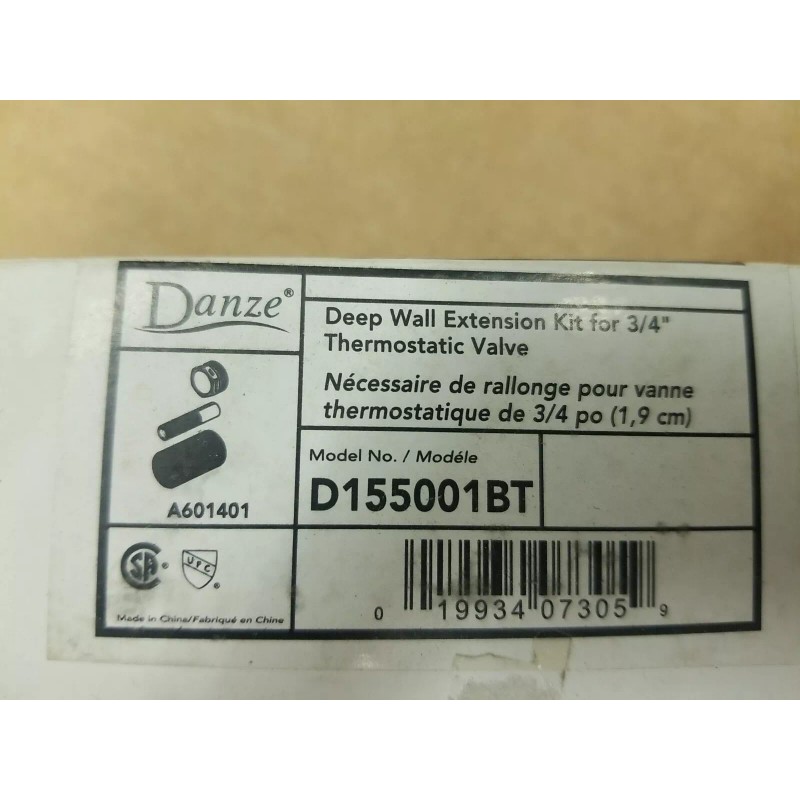 Danze®
Deep Wall Extension Kit for 3/4"
Thermostatic Valve
Nécessaire de rallonge pour vanne
thermostatique de 3/4 po (1,9 cm)
A601401
Model No. / Modéle
D155001BT
CSA®
UPC®
Made in China/Fabriqué en Chine
0 19934 07305 9